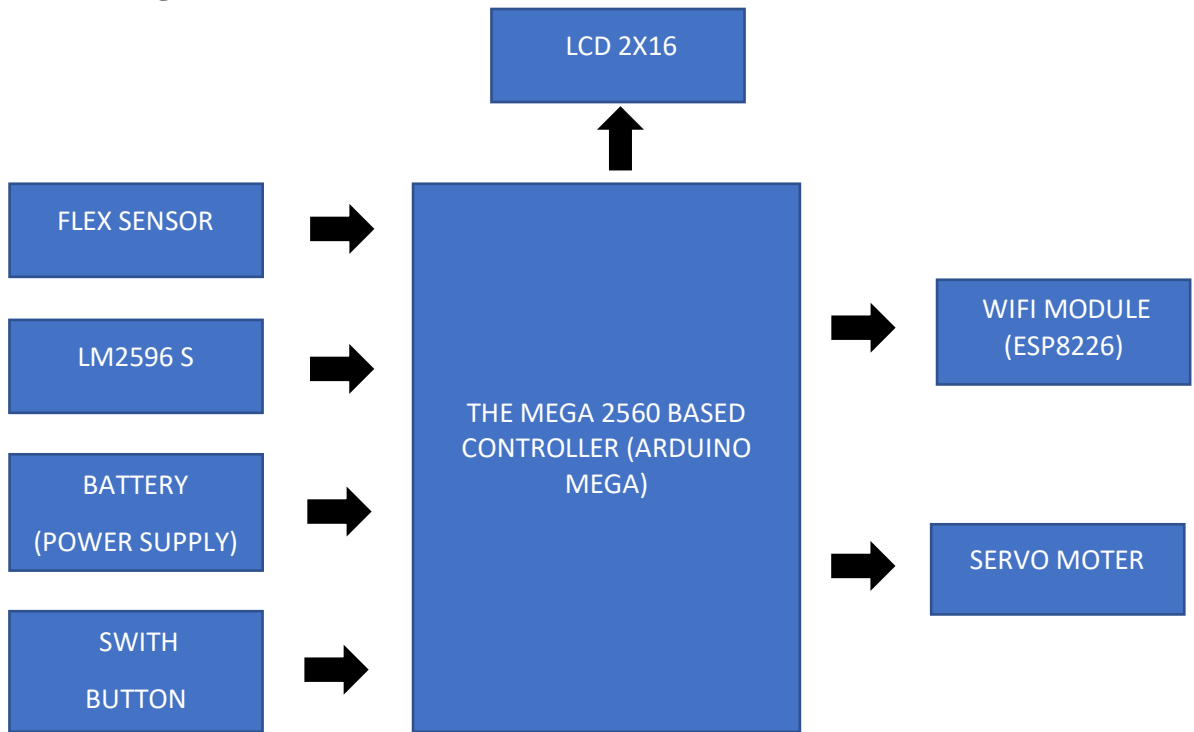 LCD 2X16
FLEX SENSOR
LM2596 S
BATTERY
(POWER SUPPLY)
SWITH
BUTTON
THE MEGA 2560 BASED
CONTROLLER (ARDUINO
MEGA)
WIFI MODULE
(ESP8226)
SERVO MOTER